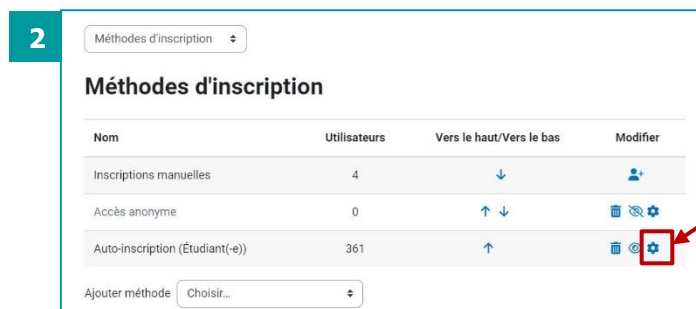 2
Méthodes d'inscription
Méthodes d'inscription
Nom Utilisateurs Vers le haut/Vers le bas Modifier
Inscriptions manuelles 4
Accès anonyme 0
Auto-inscription (Étudiant(-e)) 361
Ajouter méthode Choisir...